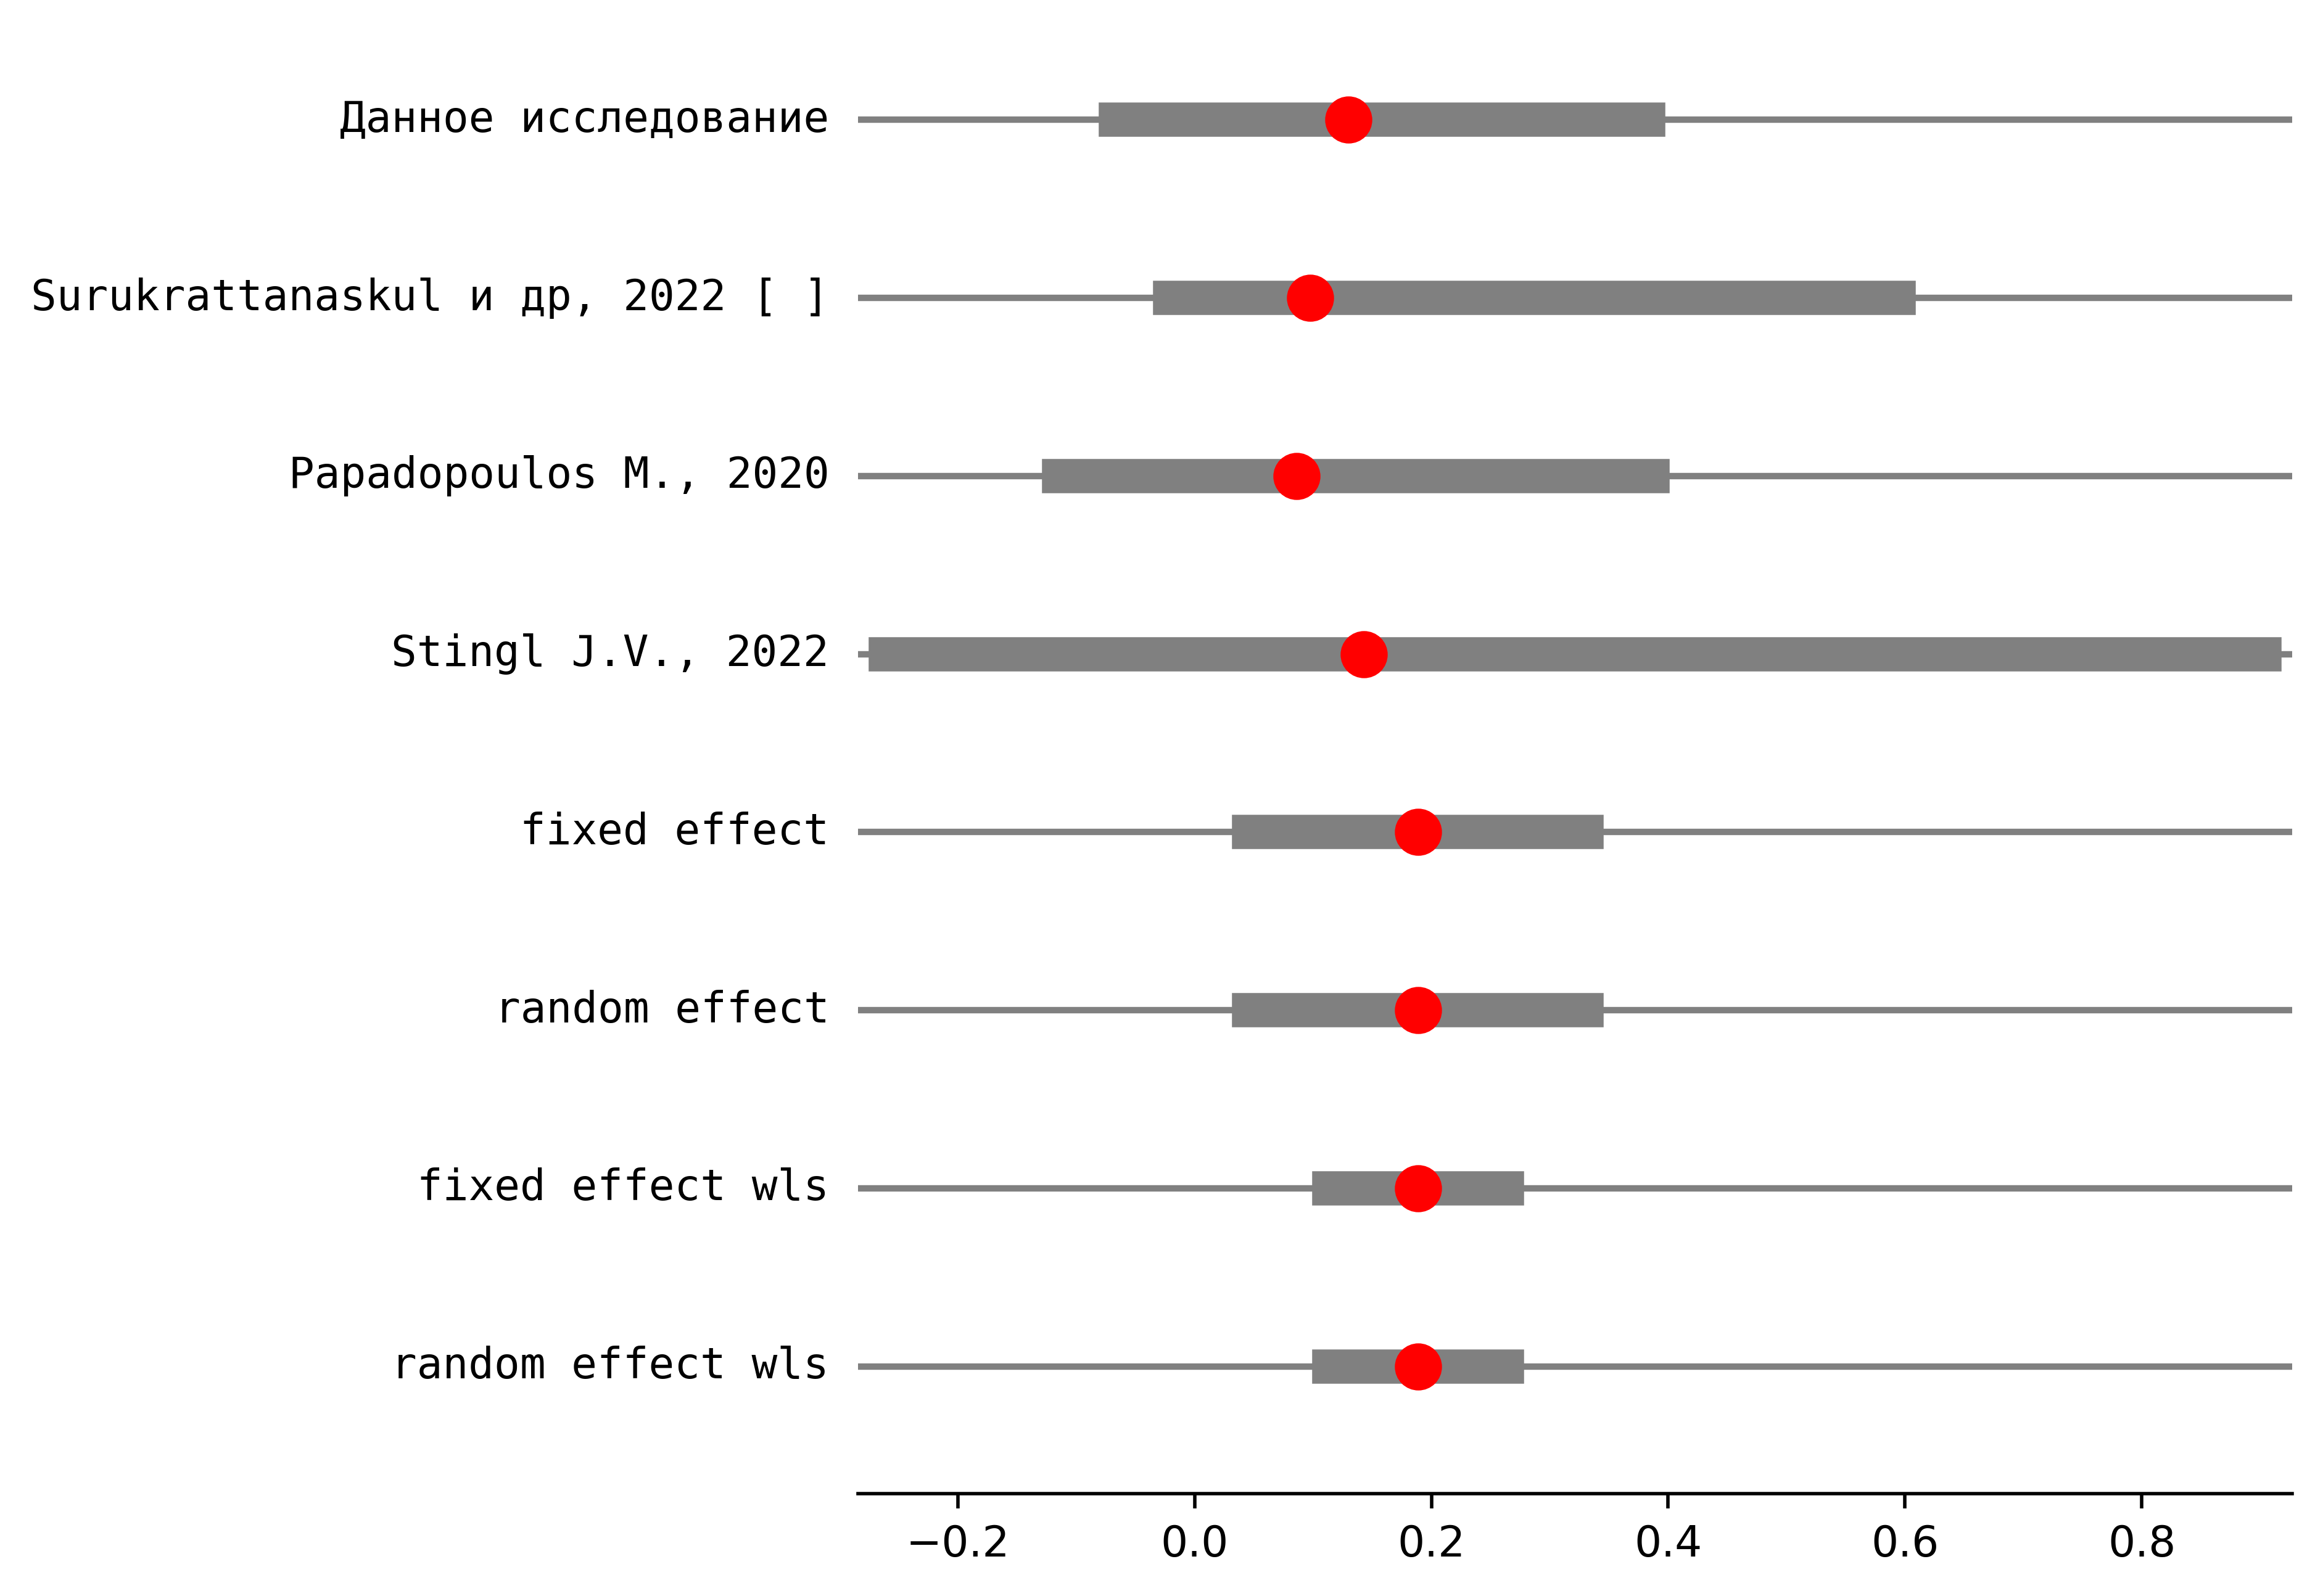 Данное исследование
Surukrattanaskul и др, 2022 [ ]
Papadopoulos M., 2020
Stingl J.V., 2022
fixed effect
random effect
fixed effect wls
random effect wls
−0.2 0.0 0.2 0.4 0.6 0.8